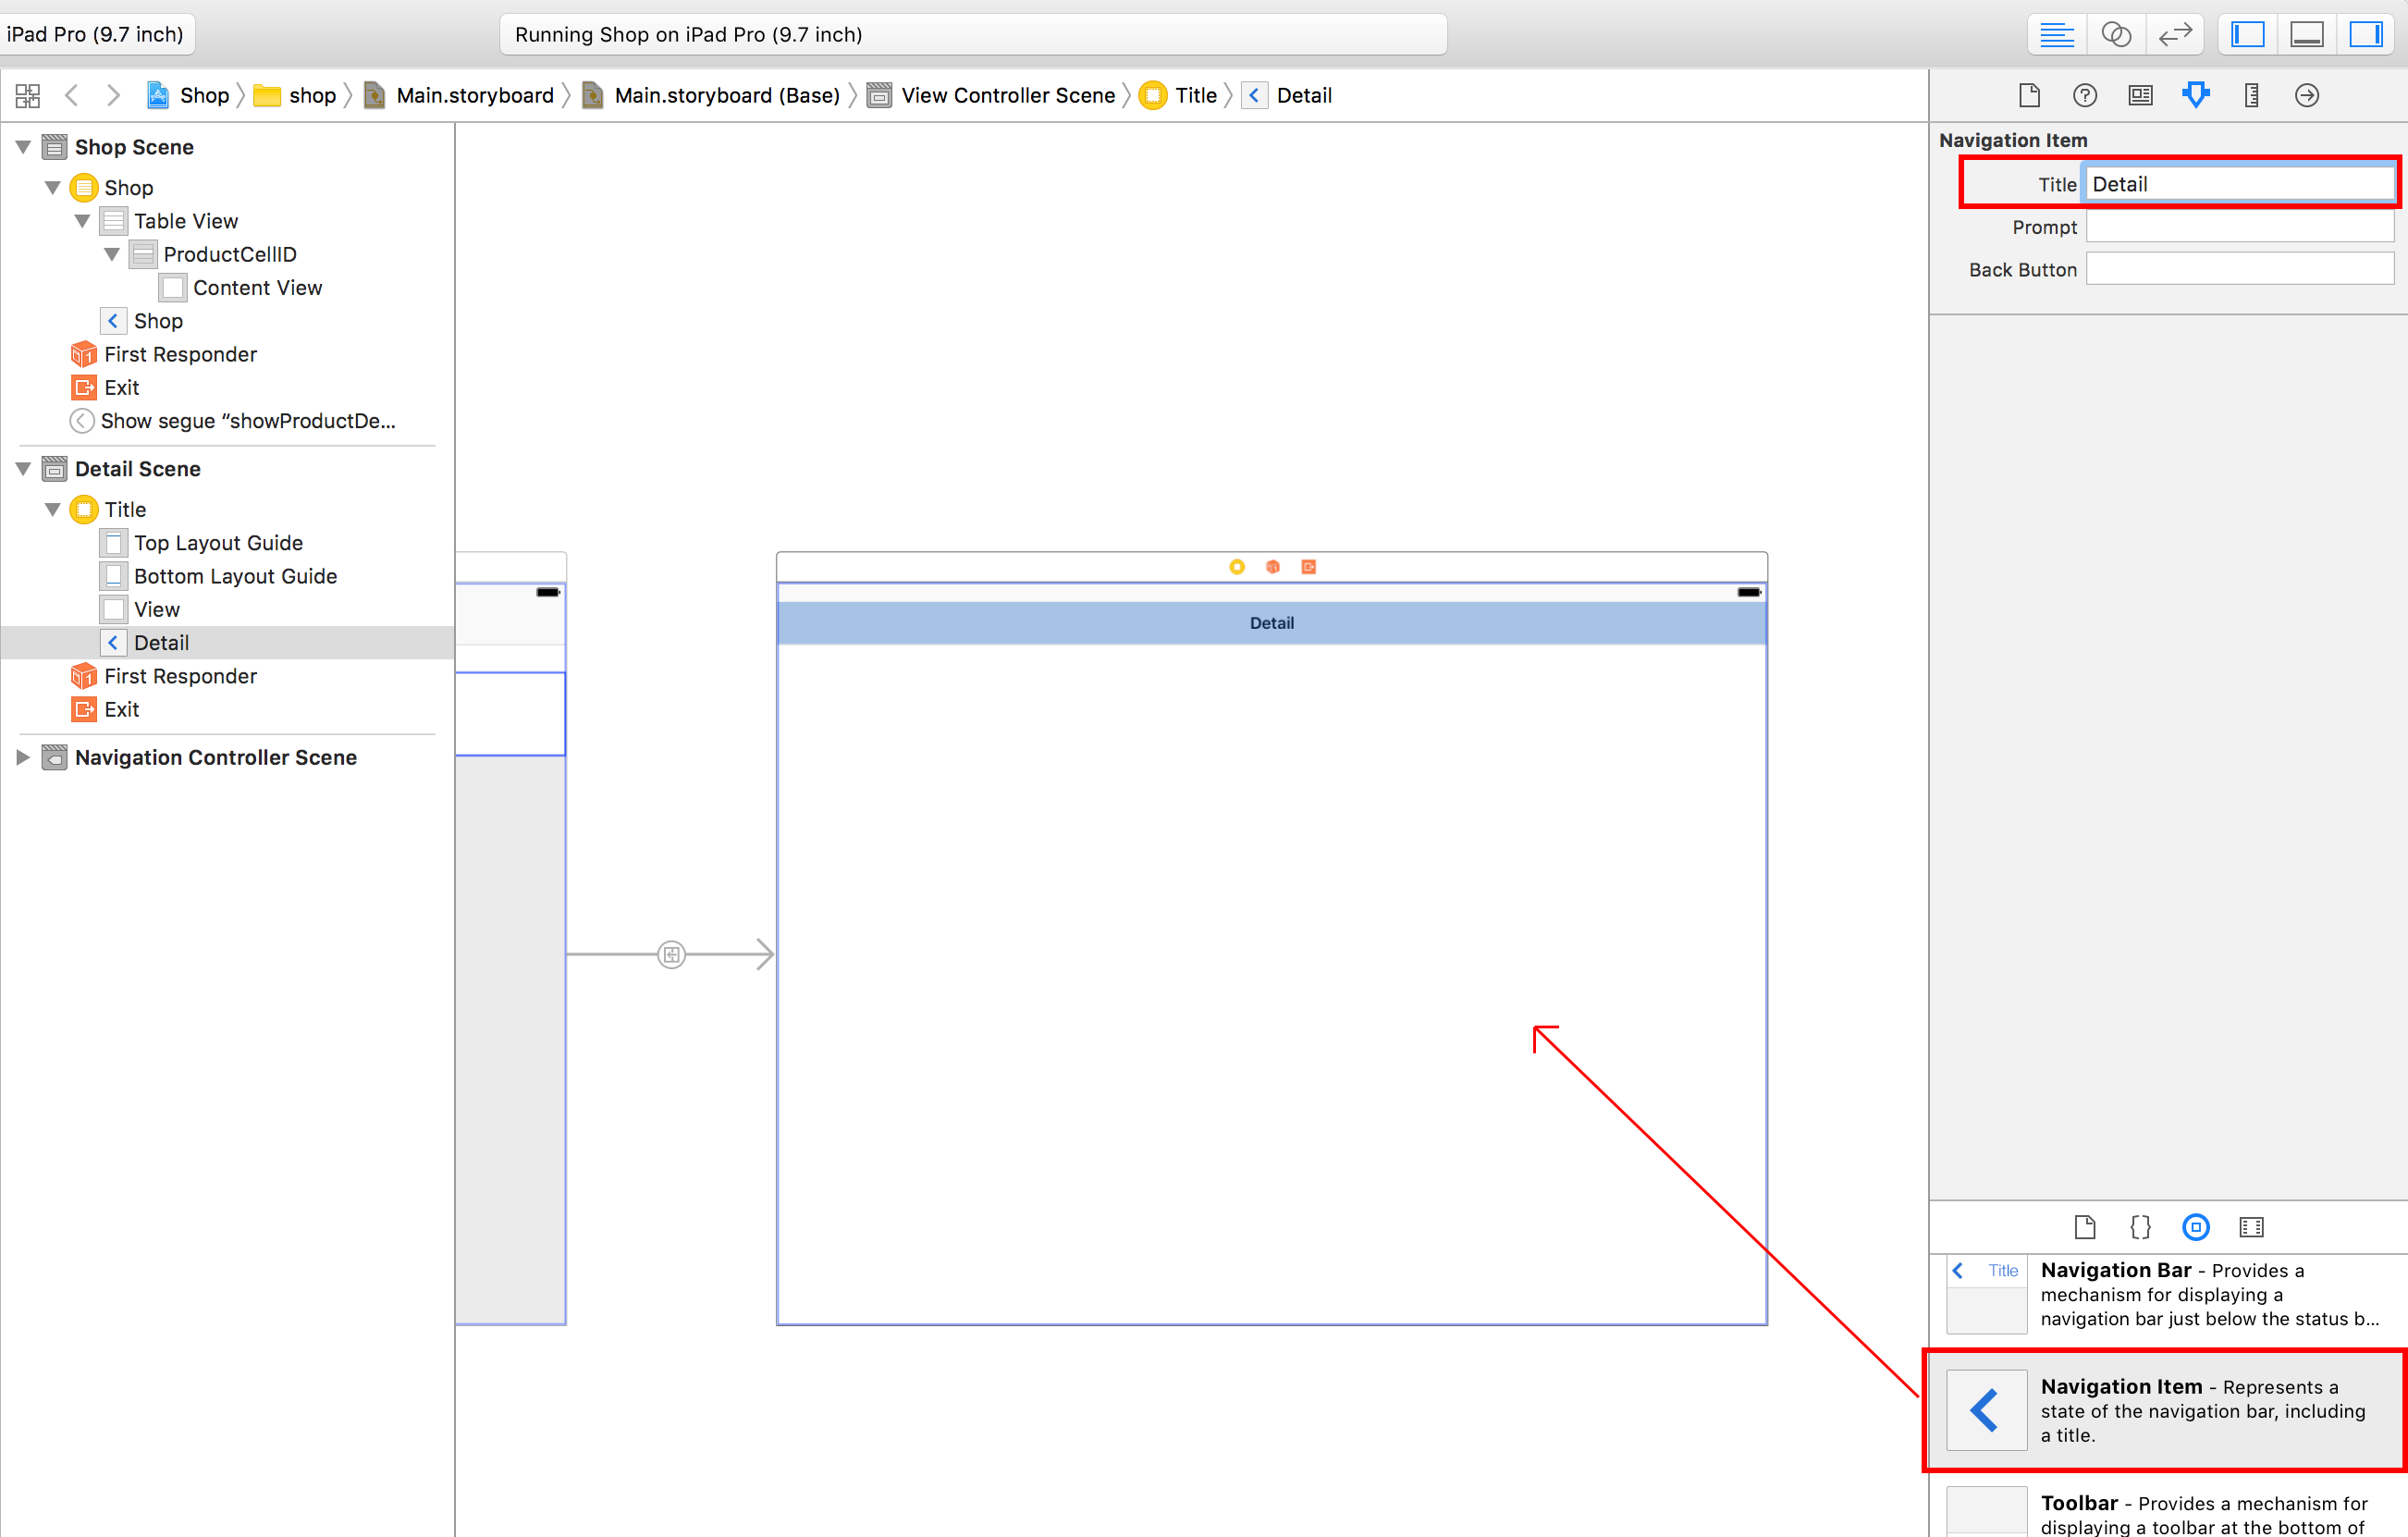 iPad Pro (9.7 inch)
Running Shop on iPad Pro (9.7 inch)
Shop
shop
Main.storyboard
Main.storyboard (Base)
View Controller Scene
Title
Detail
Shop Scene
Shop
Table View
ProductCellID
Content View
Shop
First Responder
Exit
Show segue “showProductDe...
Detail Scene
Title
Top Layout Guide
Bottom Layout Guide
View
Detail
First Responder
Exit
Navigation Controller Scene
Detail
Navigation Item
Title Detail
Prompt
Back Button
Title
Navigation Bar - Provides a
mechanism for displaying a
navigation bar just below the status b...
Navigation Item - Represents a
state of the navigation bar, including
a title.
Toolbar - Provides a mechanism for
displaying a toolbar at the bottom of